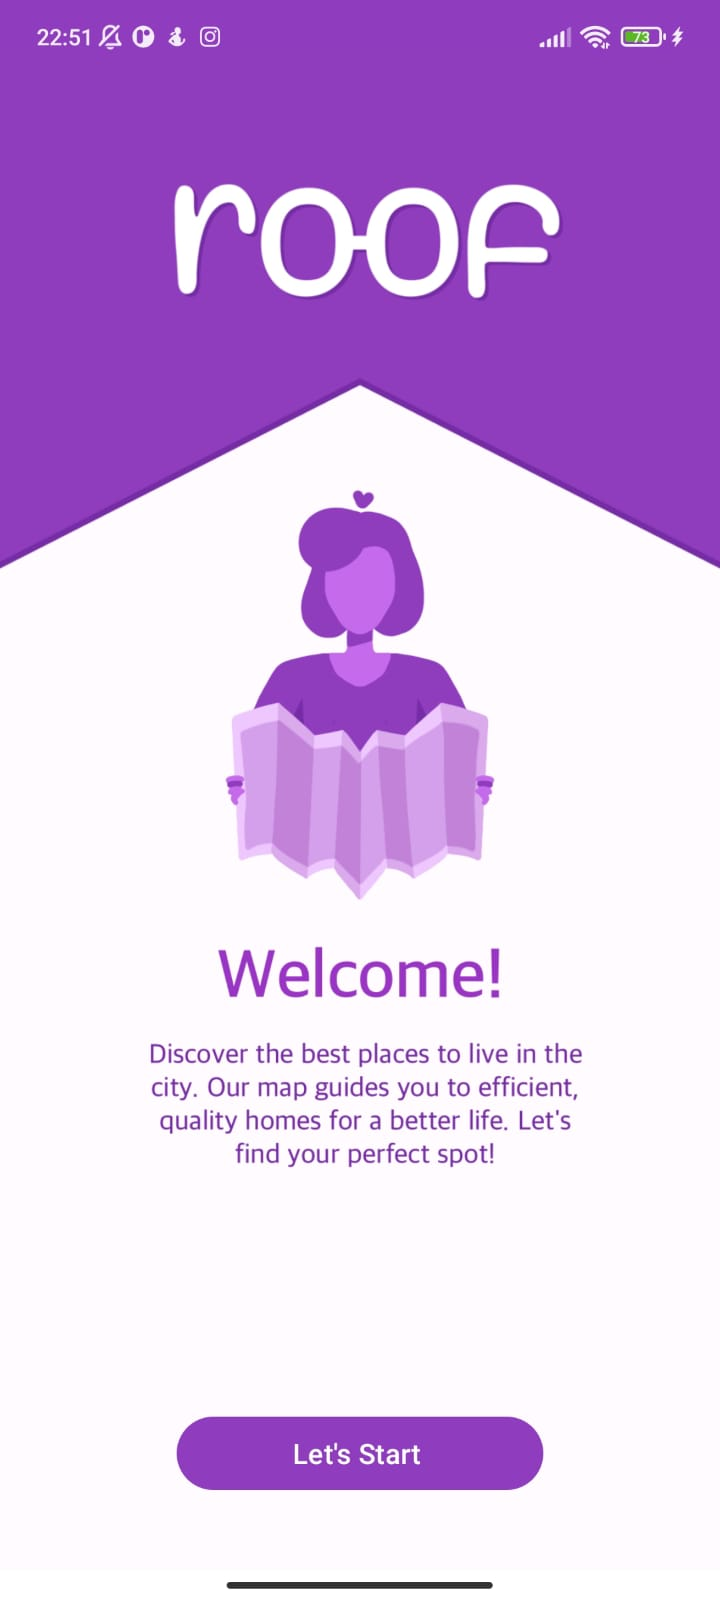 22:51
73
roof
Welcome!
Discover the best places to live in the
city. Our map guides you to efficient,
quality homes for a better life. Let's
find your perfect spot!
Let's Start